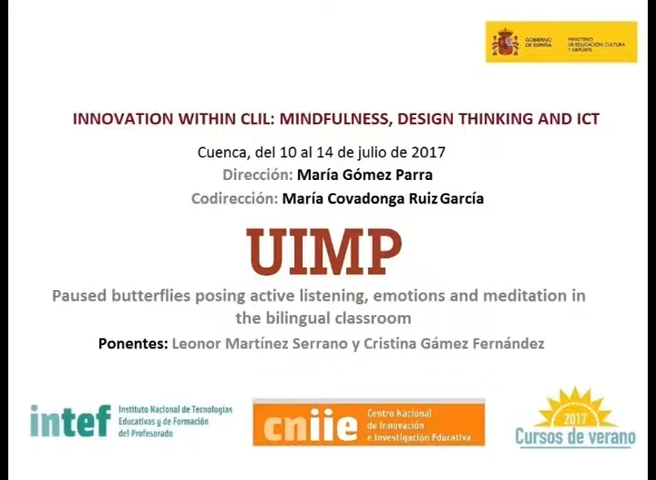 GOBIERNO DE ESPAÑA
MINISTERIO DE EDUCACIÓN, CULTURA Y DEPORTE
INNOVATION WITHIN CLIL: MINDFULNESS, DESIGN THINKING AND ICT
Cuenca, del 10 al 14 de julio de 2017
Dirección: María Gómez Parra
Codirección: María Covadonga Ruiz García
UIMP
Paused butterflies posing active listening, emotions and meditation in
the bilingual classroom
Ponentes: Leonor Martínez Serrano y Cristina Gámez Fernández
intef
Instituto Nacional de Tecnologías
Educativas y de Formación
del Profesorado
cniie
Centro Nacional
de Innovación
e Investigación Educativa
2017
Cursos de verano